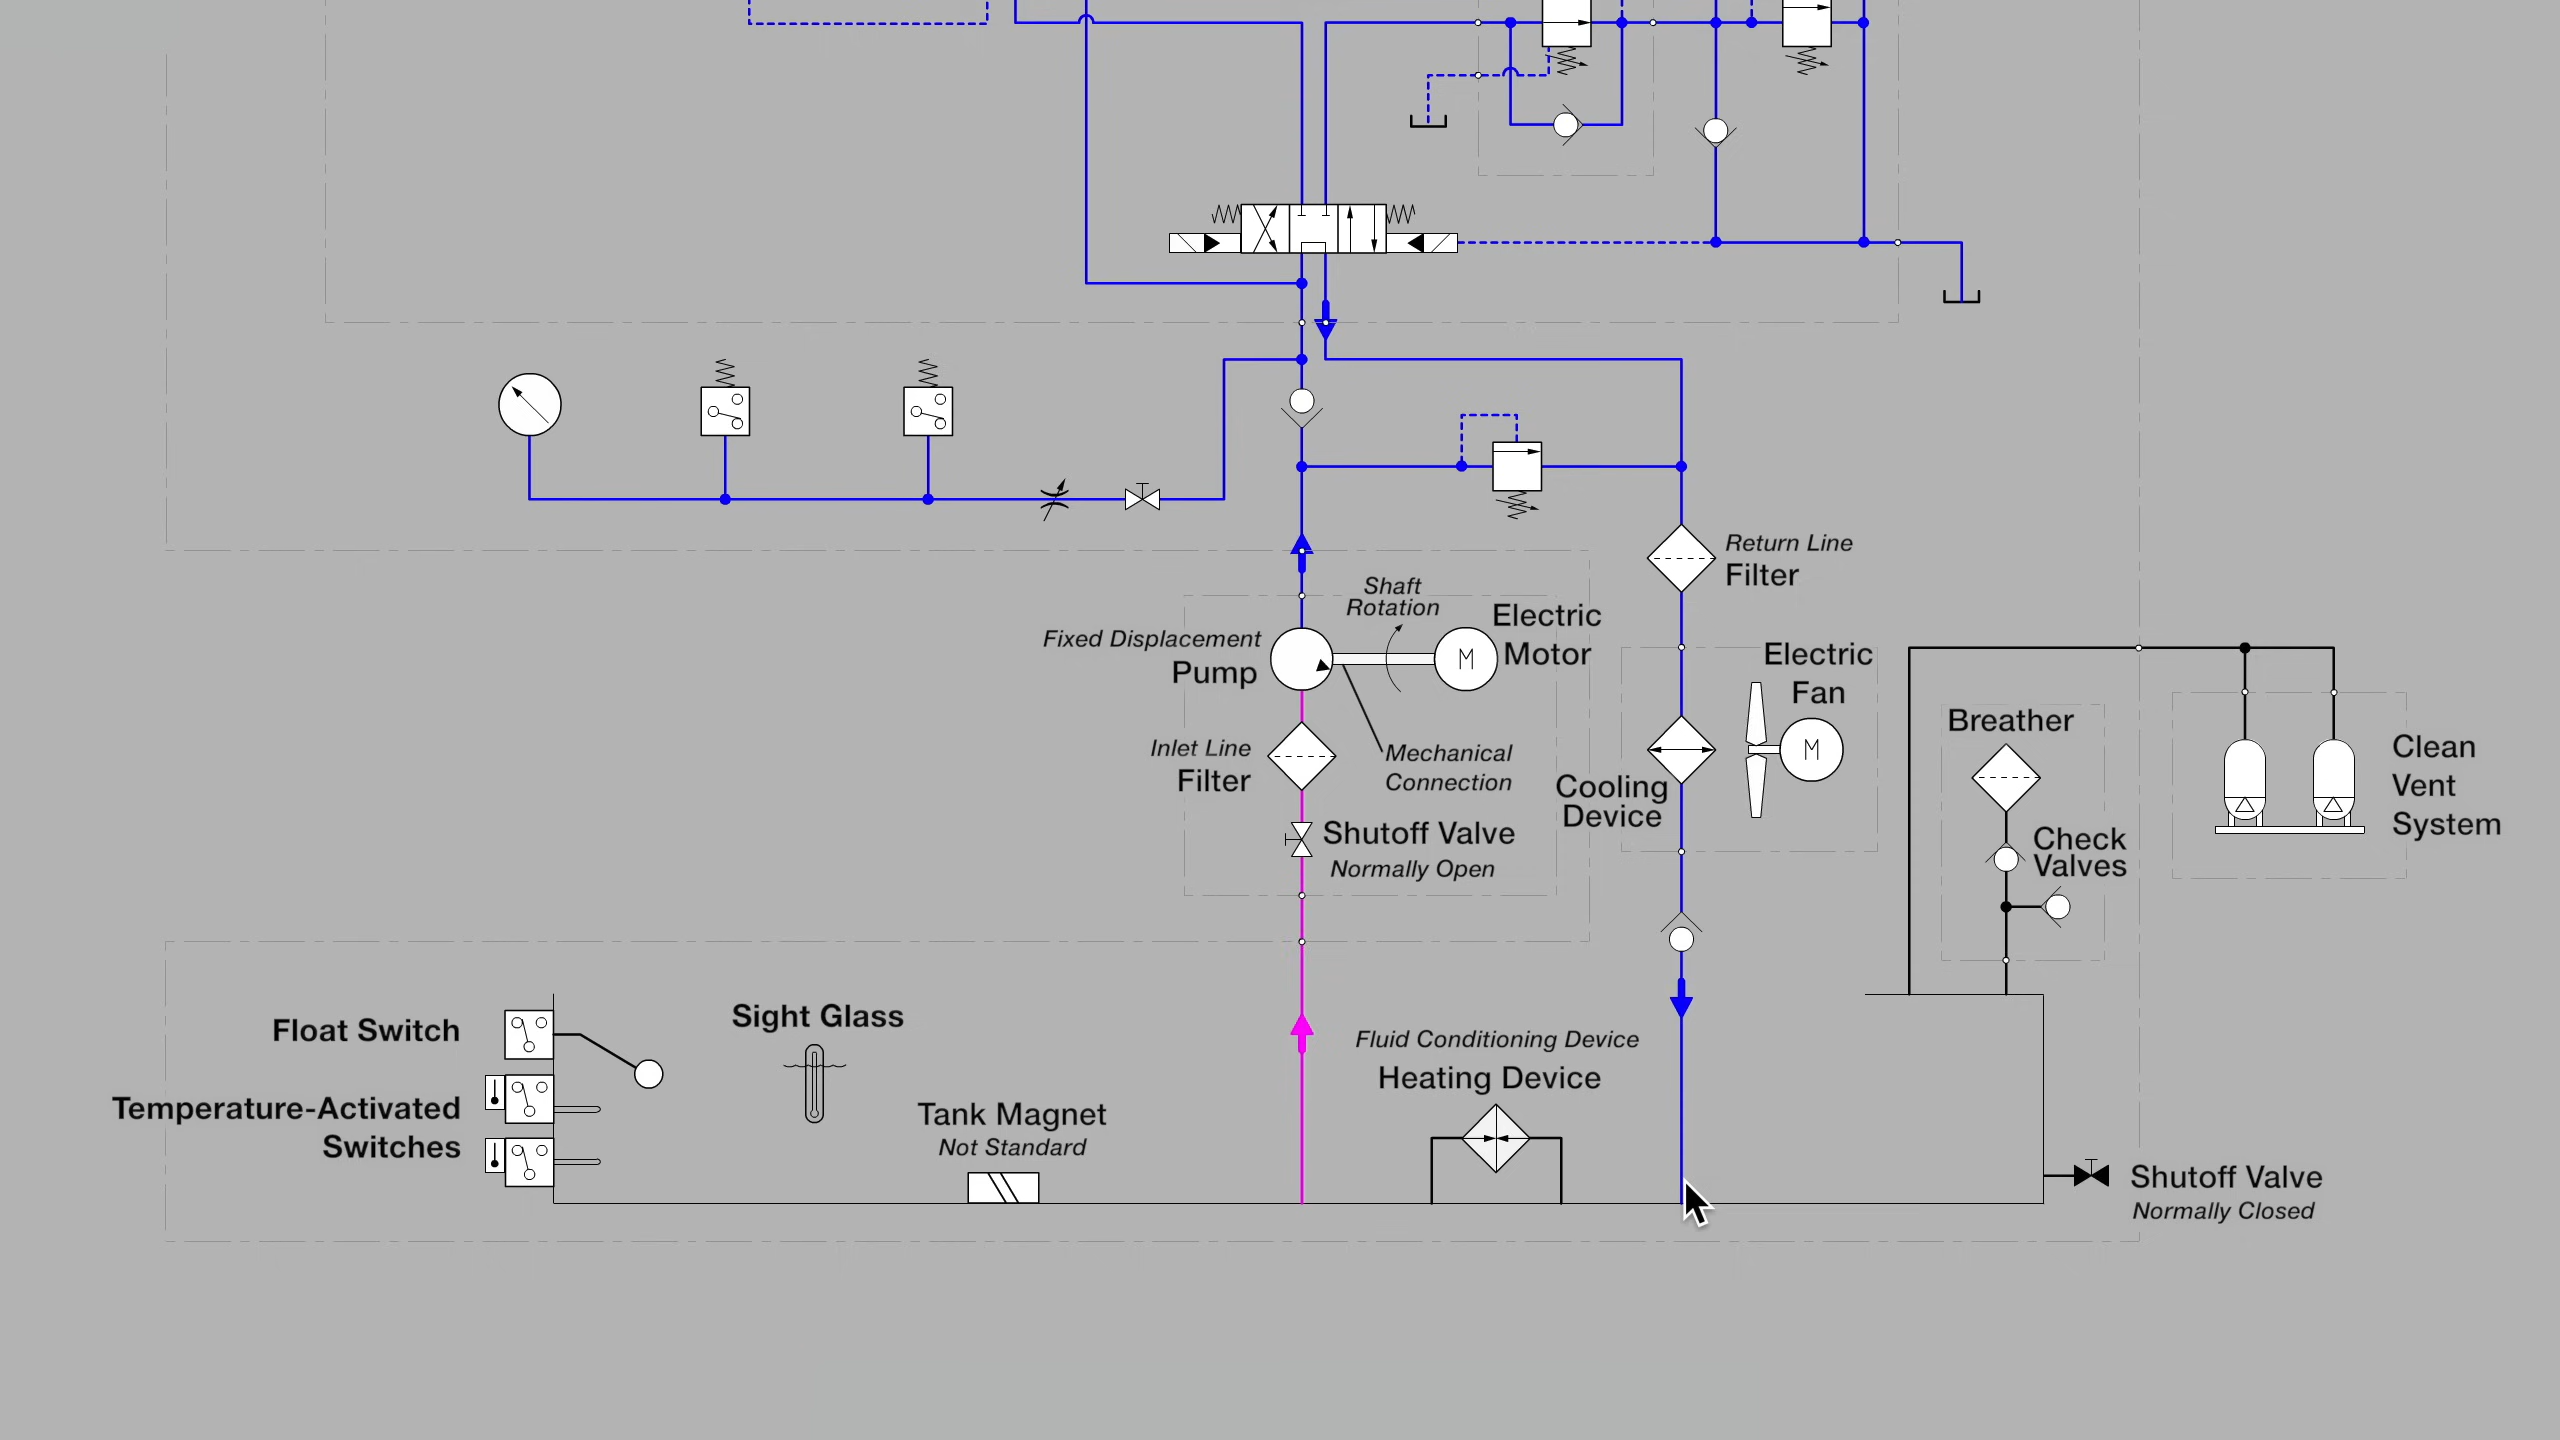 Return Line
Filter
Shaft
Rotation
Electric
Motor
M
Fixed Displacement
Pump
Electric
Fan
M
Mechanical
Connection
Inlet Line
Filter
Cooling
Device
Shutoff Valve
Normally Open
Breather
Check
Valves
Clean
Vent
System
Float Switch
Temperature-Activated
Switches
Sight Glass
Tank Magnet
Not Standard
Fluid Conditioning Device
Heating Device
Shutoff Valve
Normally Closed